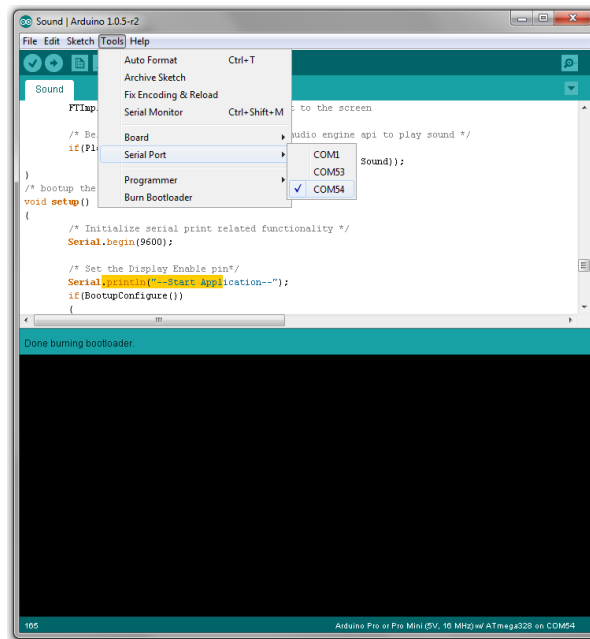 Sound | Arduino 1.0.5-r2
File Edit Sketch Tools Help
Auto Format Ctrl+T
Archive Sketch
Fix Encoding & Reload
Serial Monitor Ctrl+Shift+M
Board
Serial Port
Programmer
Burn Bootloader
COM1
COM53
COM54
Sound
FTImp t to the screen
/* Be udio engine api to play sound */
if(Pl
Sound));
}
/* bootup the
void setup()
{
/* Initialize serial print related functionality */
Serial.begin(9600);
/* Set the Display Enable pin*/
Serial.println("--Start Application--");
if(BootupConfigure())
{
Done burning bootloader.
165 Arduino Pro or Pro Mini (5V, 16 MHz) w/ ATmega328 on COM54